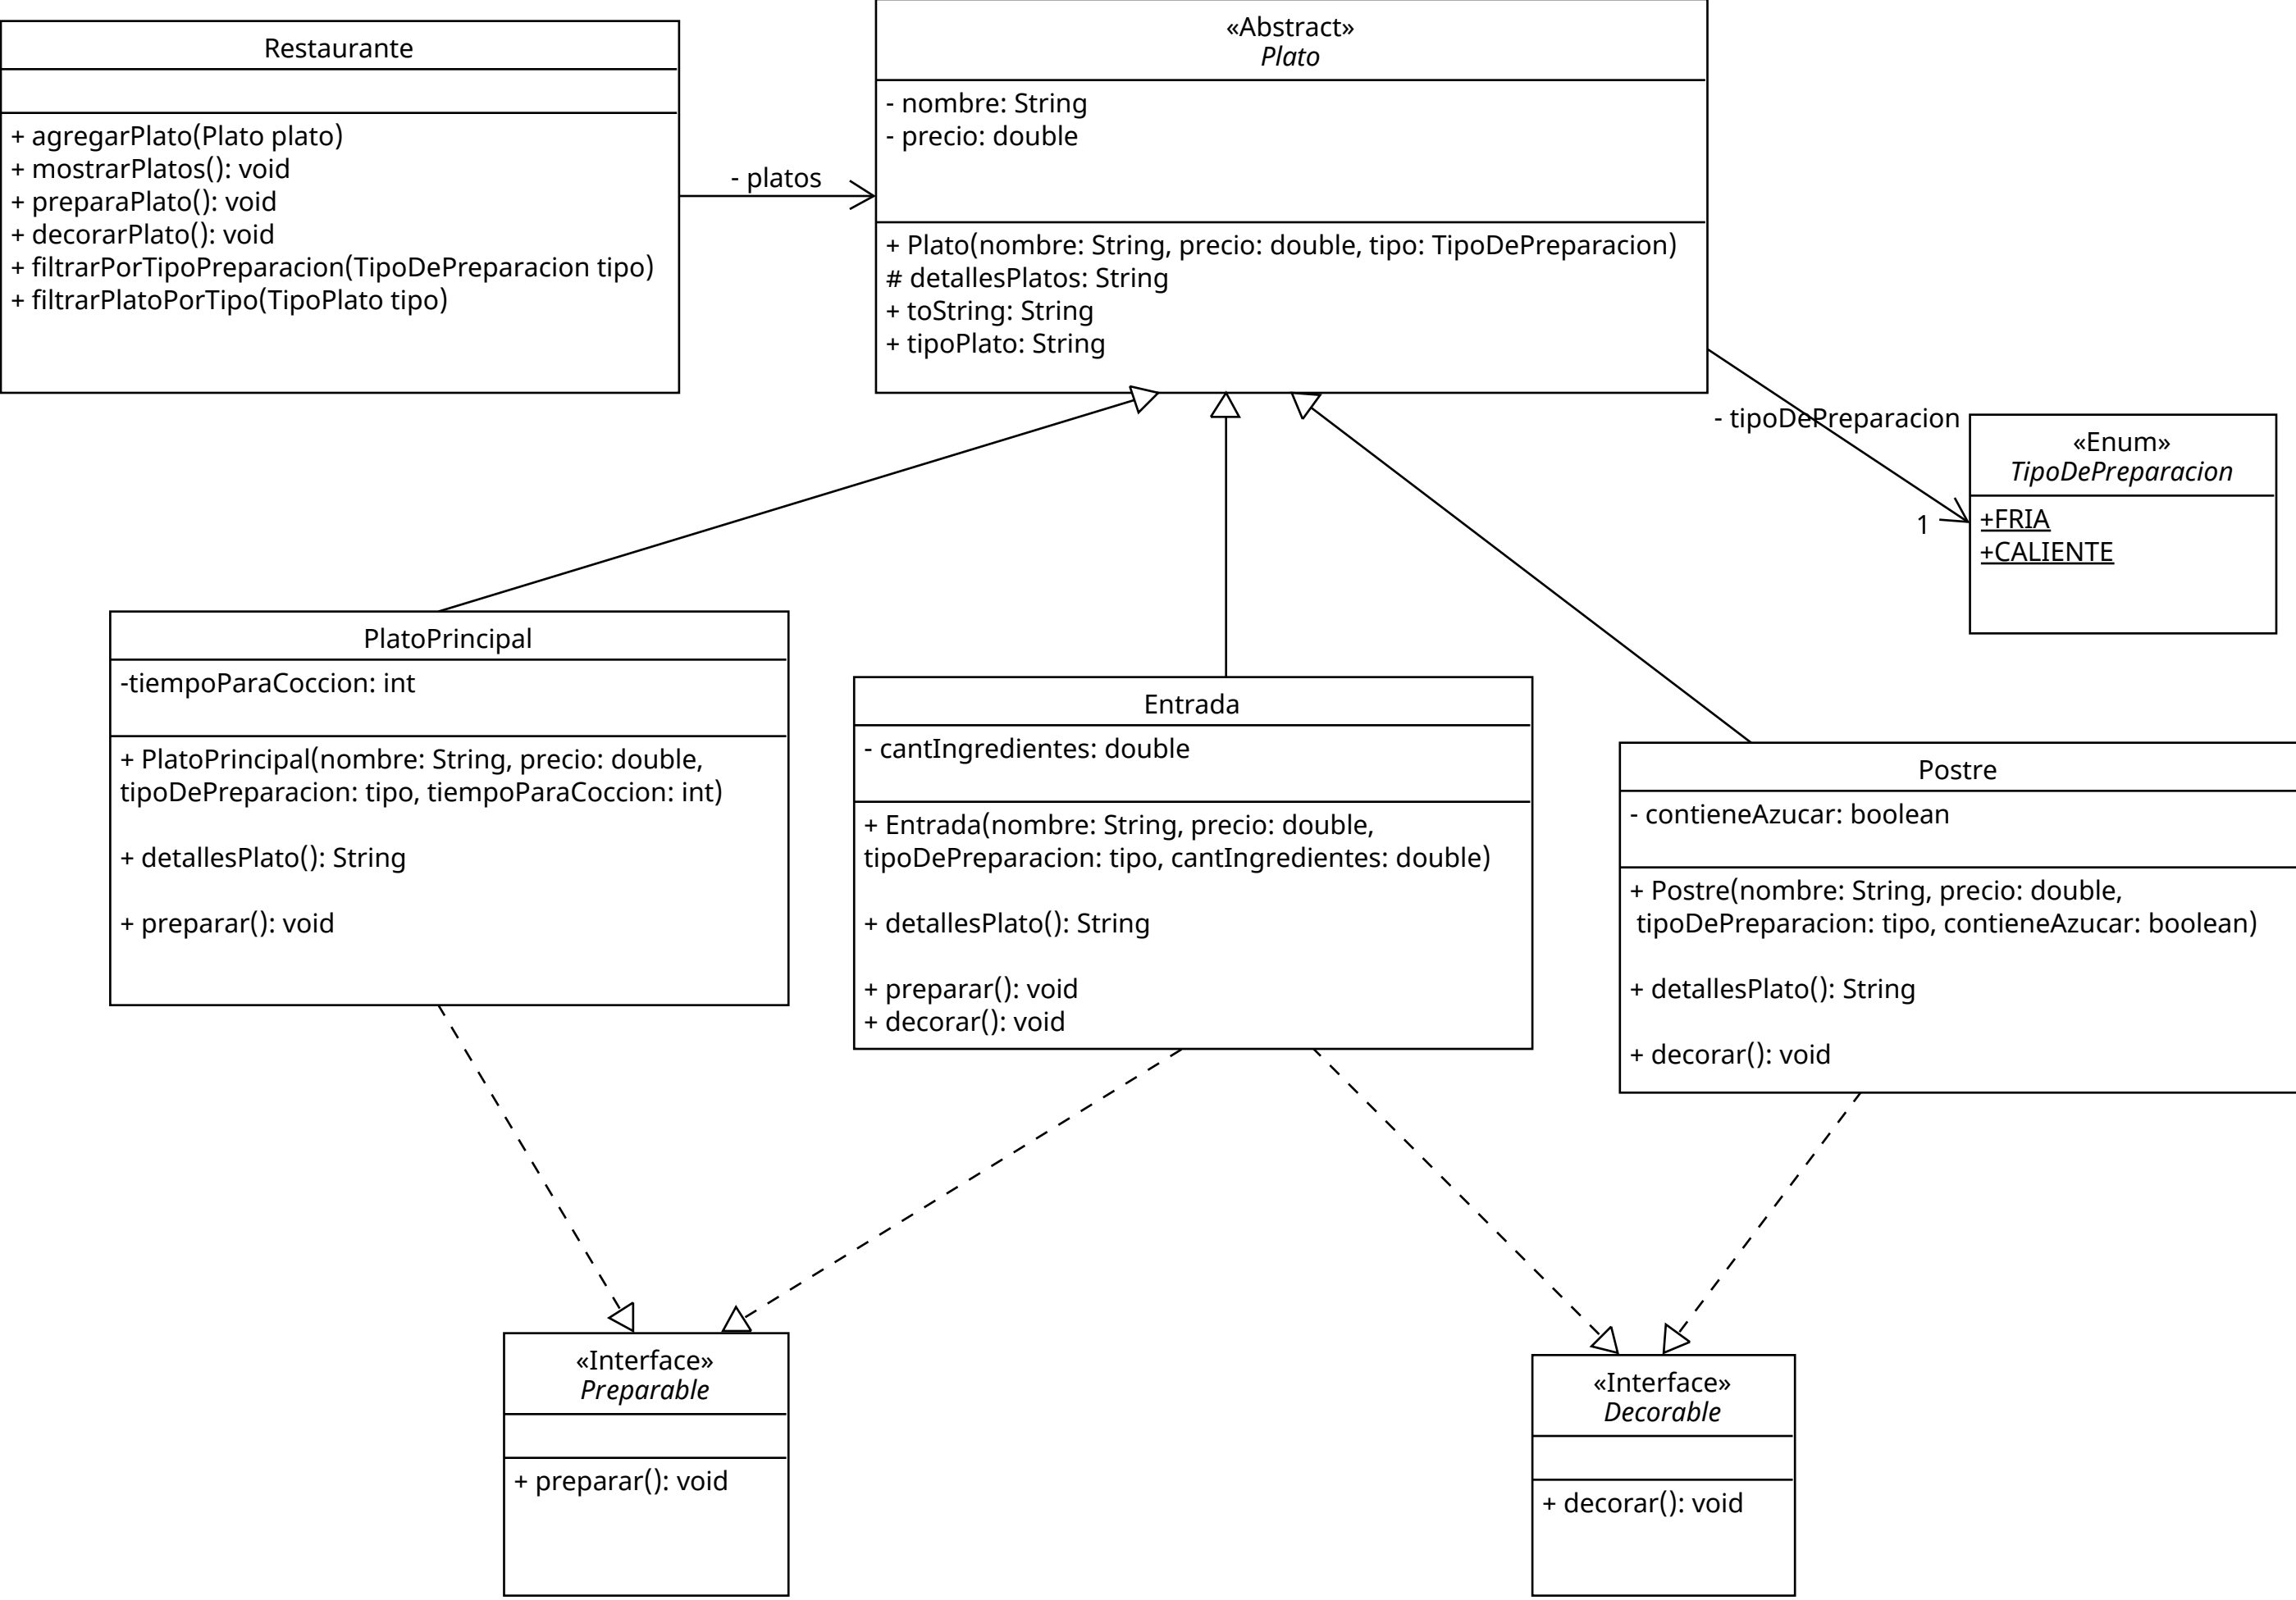 Restaurante
+ agregarPlato(Plato plato)
+ mostrarPlatos(): void
+ preparaPlato(): void
+ decorarPlato(): void
+ filtrarPorTipoPreparacion(TipoDePreparacion tipo)
+ filtrarPlatoPorTipo(TipoPlato tipo)
- platos
«Abstract»
Plato
- nombre: String
- precio: double
+ Plato(nombre: String, precio: double, tipo: TipoDePreparacion)
# detallesPlatos: String
+ toString: String
+ tipoPlato: String
- tipoDePreparacion
1
«Enum»
TipoDePreparacion
+FRIA
+CALIENTE
PlatoPrincipal
-tiempoParaCoccion: int
+ PlatoPrincipal(nombre: String, precio: double,
tipoDePreparacion: tipo, tiempoParaCoccion: int)
+ detallesPlato(): String
+ preparar(): void
Entrada
- cantIngredientes: double
+ Entrada(nombre: String, precio: double,
tipoDePreparacion: tipo, cantIngredientes: double)
+ detallesPlato(): String
+ preparar(): void
+ decorar(): void
Postre
- contieneAzucar: boolean
+ Postre(nombre: String, precio: double,
tipoDePreparacion: tipo, contieneAzucar: boolean)
+ detallesPlato(): String
+ decorar(): void
«Interface»
Preparable
+ preparar(): void
«Interface»
Decorable
+ decorar(): void